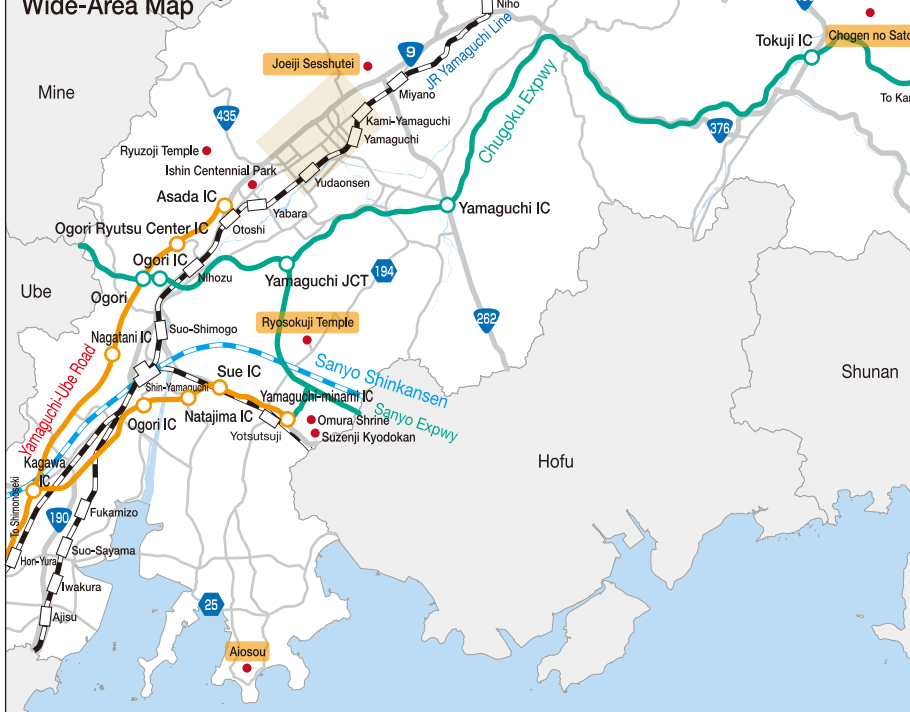 Wide-Area Map
Niho
JR Yamaguchi Line
9
Joeiji Sesshutei
Tokuji IC
Chogen no Sato
Mine
Miyano
Chugoku Expwy
To Kan
435
Kami-Yamaguchi
376
Yamaguchi
Ryuzoji Temple
Ishin Centennial Park
Yudaonsen
Asada IC
Yabara
Yamaguchi IC
Otoshi
Ogori Ryutsu Center IC
Ogori IC
Nihozu
Yamaguchi JCT
194
Ube
Ogori
262
Ryosokuji Temple
Suo-Shimogo
Nagatani IC
Sanyo Shinkansen
Yamaguchi-Ube Road
Sue IC
Shin-Yamaguchi
Yamaguchi-minami IC
Shunan
Sanyo Expwy
Natajima IC
Ogori IC
Omura Shrine
Yotsutsuji
Suzenji Kyodokan
Hofu
Kagawa
IC
To Shimonoseki
190
Fukamizo
Suo-Sayama
Hon-Yura
Iwakura
25
Ajisu
Aiosou